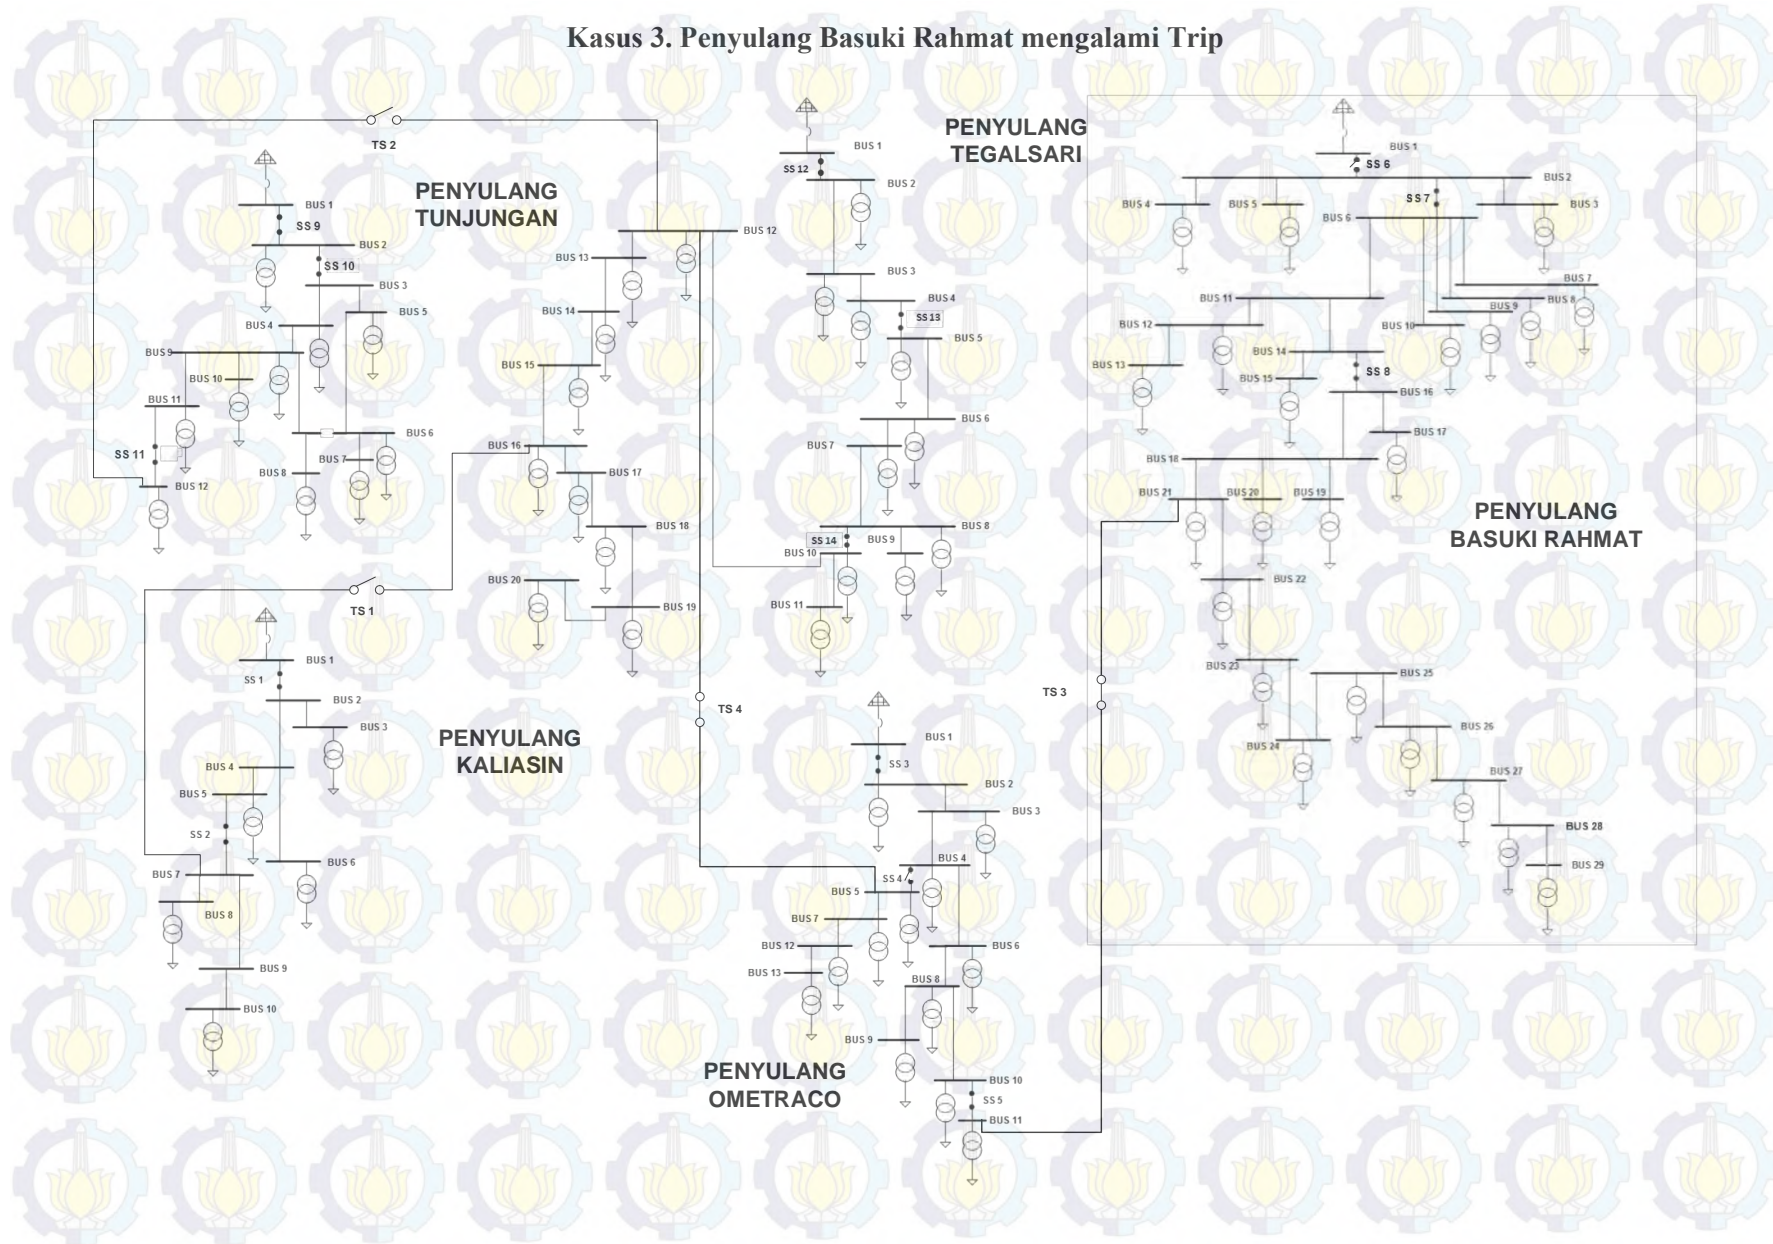 Kasus 3. Penyulang Basuki Rahmat mengalami Trip
TS 2
PENYULANG
TUNJUNGAN
BUS 1
SS 9
BUS 2
SS 10
BUS 3
BUS 4
BUS 5
BUS 9
BUS 10
BUS 11
BUS 6
SS 11
BUS 7
BUS 8
BUS 12
PENYULANG
TEGALSARI
BUS 1
SS 12
BUS 2
BUS 12
BUS 13
BUS 3
BUS 14
BUS 4
SS 13
BUS 5
BUS 15
BUS 6
BUS 16
BUS 7
BUS 17
BUS 18
BUS 8
SS 14
BUS 9
BUS 10
BUS 20
BUS 19
BUS 11
TS 1
PENYULANG
KALIASIN
BUS 1
SS 1
BUS 2
BUS 3
BUS 4
BUS 5
SS 2
BUS 6
BUS 7
BUS 8
BUS 9
BUS 10
TS 4
PENYULANG
OMETRACO
BUS 1
SS 3
BUS 2
BUS 3
BUS 4
SS 4
BUS 5
BUS 7
BUS 12
BUS 6
BUS 13
BUS 8
BUS 9
BUS 10
SS 5
BUS 11
TS 3
PENYULANG
BASUKI RAHMAT
BUS 1
SS 6
BUS 2
SS 7
BUS 4
BUS 5
BUS 3
BUS 6
BUS 7
BUS 11
BUS 8
BUS 9
BUS 12
BUS 10
BUS 14
BUS 13
SS 8
BUS 15
BUS 16
BUS 17
BUS 18
BUS 21
BUS 20
BUS 19
BUS 22
BUS 23
BUS 25
BUS 26
BUS 24
BUS 27
BUS 28
BUS 29